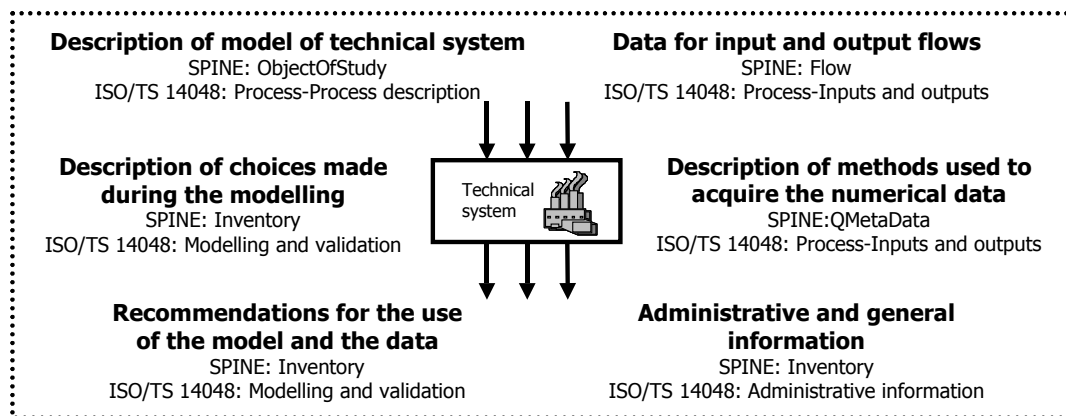 Description of model of technical system
SPINE: ObjectOfStudy
ISO/TS 14048: Process-Process description
Data for input and output flows
SPINE: Flow
ISO/TS 14048: Process-Inputs and outputs
Description of choices made
during the modelling
SPINE: Inventory
ISO/TS 14048: Modelling and validation
Technical
system
Description of methods used to
acquire the numerical data
SPINE:QMetaData
ISO/TS 14048: Process-Inputs and outputs
Recommendations for the use
of the model and the data
SPINE: Inventory
ISO/TS 14048: Modelling and validation
Administrative and general
information
SPINE: Inventory
ISO/TS 14048: Administrative information